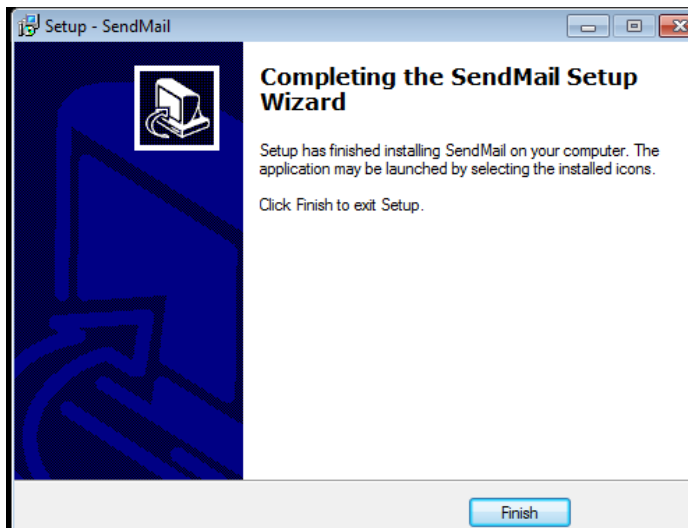 Setup - SendMail
Completing the SendMail Setup
Wizard
Setup has finished installing SendMail on your computer. The
application may be launched by selecting the installed icons.
Click Finish to exit Setup.
Finish